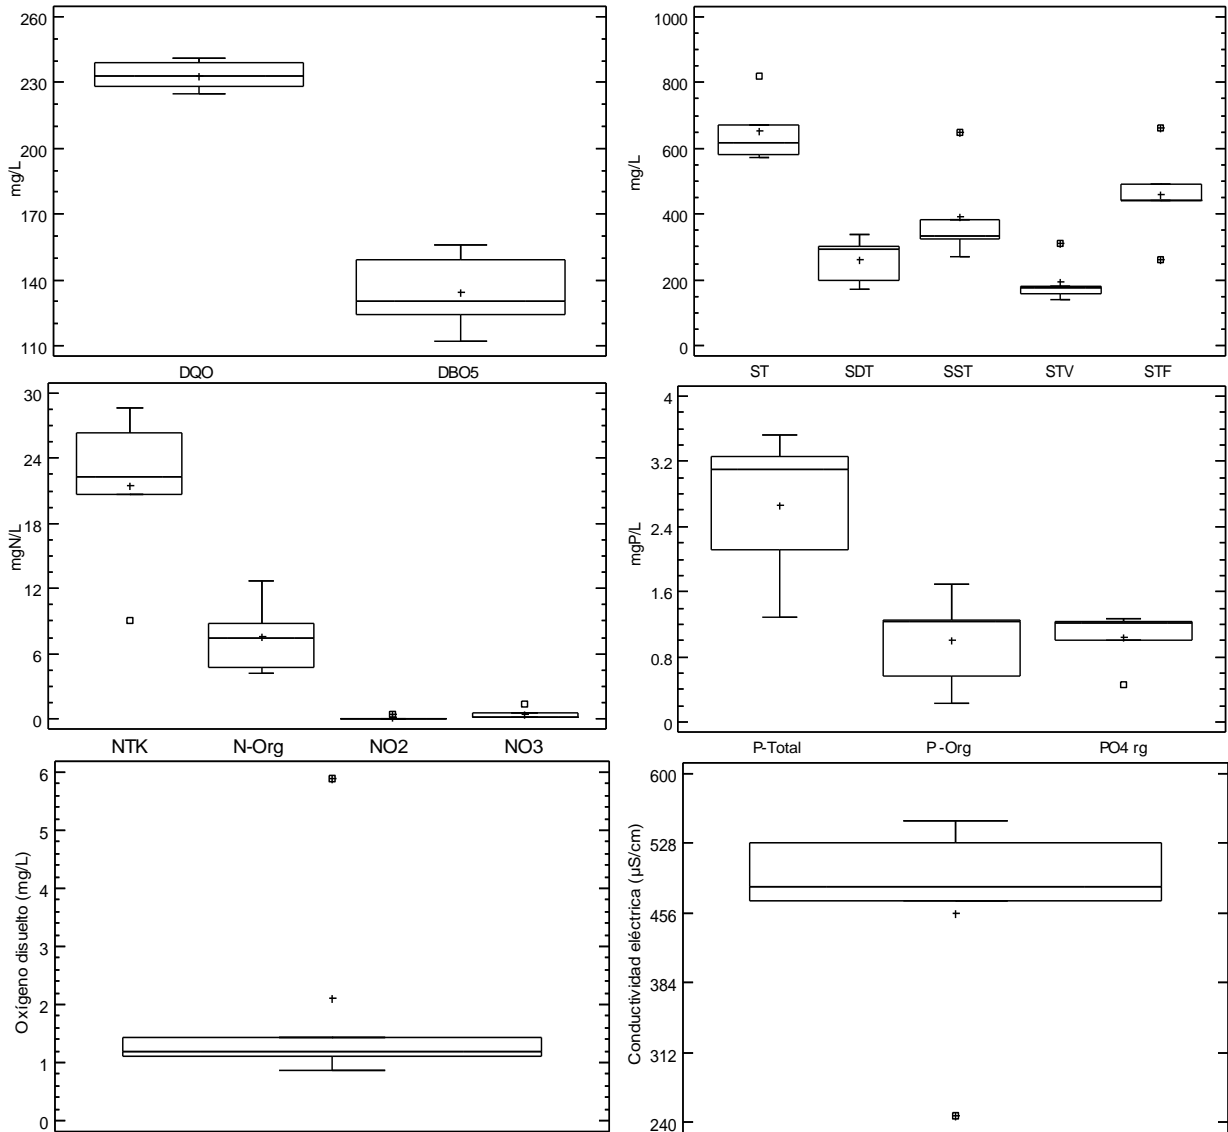 260
230
200
170
140
110
mg/L
DQO
DBO5
1000
800
600
400
200
0
mg/L
ST
SDT
SST
STV
STF
30
24
18
12
6
0
mgN/L
NTK
N-Org
NO2
NO3
4
3.2
2.4
1.6
0.8
0
mgP/L
P-Total
P-Org
PO4 rg
6
5
4
3
2
1
0
Oxígeno disuelto (mg/L)
600
528
456
384
312
240
Conductividad eléctrica (µS/cm)